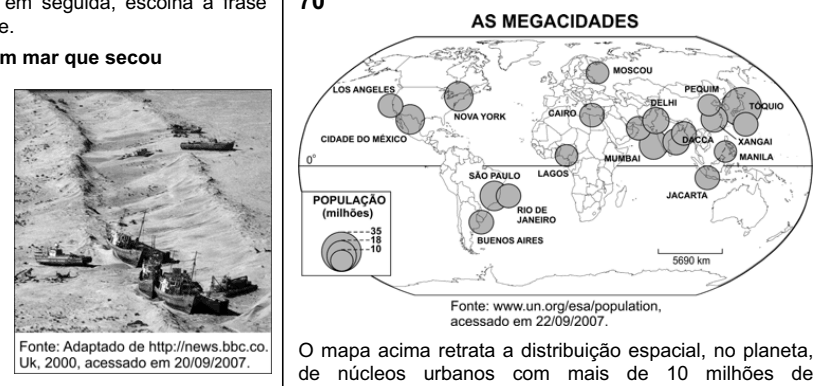 em seguida, escolha a frase
e.
m mar que secou
Fonte: Adaptado de http://news.bbc.co.
Uk, 2000, acessado em 20/09/2007.
70
AS MEGACIDADES
MOSCOU
LOS ANGELES
NOVA YORK
CIDADE DO MÉXICO
CAIRO
DELHI
PEQUIM
TÓQUIO
DACCA
XANGAI
MUMBAI
MANILA
0°
LAGOS
JACARTA
SÃO PAULO
RIO DE
JANEIRO
BUENOS AIRES
POPULAÇÃO
(milhões)
35
18
10
5690 km
Fonte: www.un.org/esa/population,
acessado em 22/09/2007.
O mapa acima retrata a distribuição espacial, no planeta,
de núcleos urbanos com mais de 10 milhões de